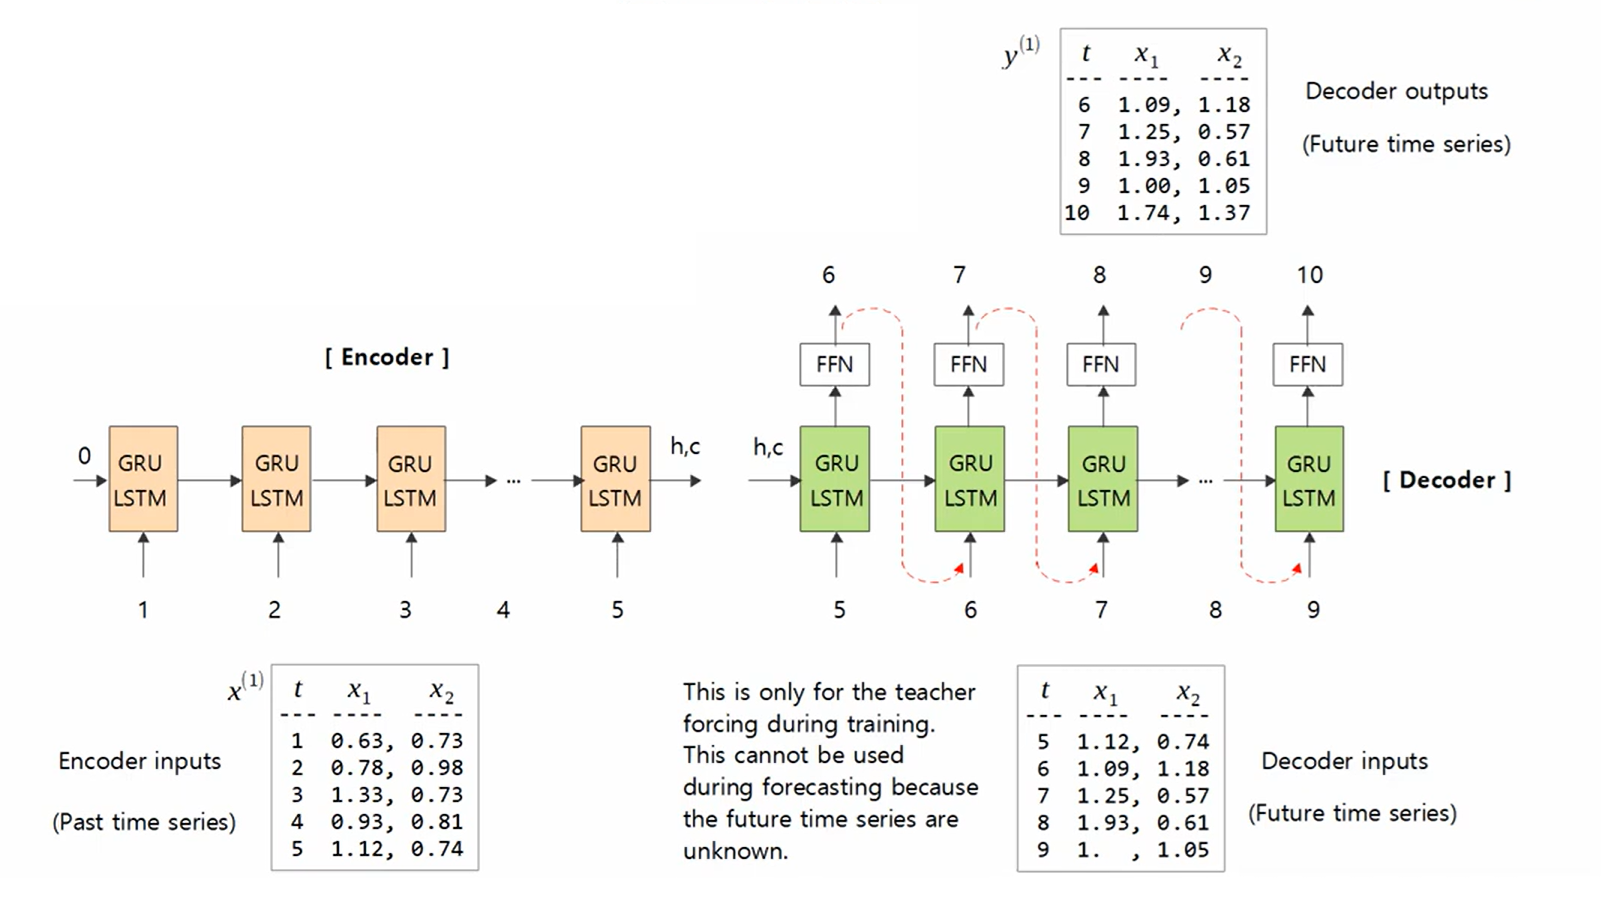 y(1)
t x1 x2
--- ---- ----
6 1.09, 1.18
7 1.25, 0.57
8 1.93, 0.61
9 1.00, 1.05
10 1.74, 1.37
Decoder outputs
(Future time series)
6 7 8 9 10
FFN FFN FFN FFN
[ Encoder ]
0
GRU
LSTM
GRU
LSTM
GRU
LSTM
...
GRU
LSTM
h,c
h,c
GRU
LSTM
GRU
LSTM
GRU
LSTM
...
GRU
LSTM
[ Decoder ]
1 2 3 4 5
5 6 7 8 9
x(1)
t x1 x2
--- ---- ----
1 0.63, 0.73
2 0.78, 0.98
3 1.33, 0.73
4 0.93, 0.81
5 1.12, 0.74
Encoder inputs
(Past time series)
This is only for the teacher
forcing during training.
This cannot be used
during forecasting because
the future time series are
unknown.
t x1 x2
--- ---- ----
5 1.12, 0.74
6 1.09, 1.18
7 1.25, 0.57
8 1.93, 0.61
9 1. , 1.05
Decoder inputs
(Future time series)